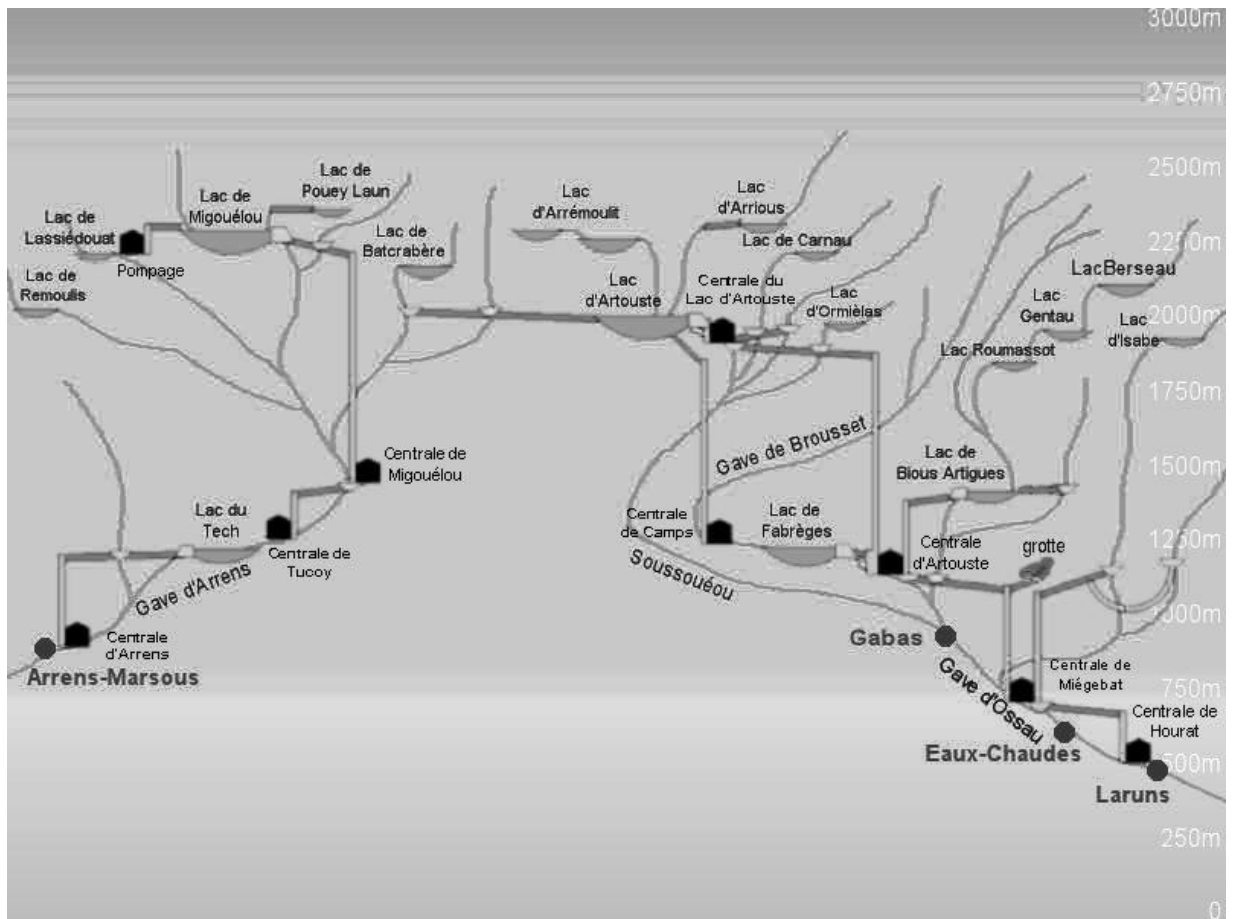 3000m
2750m
2500m
2250m
2000m
1750m
1500m
1250m
1000m
750m
500m
250m
0
Lac de
Lassiédouat
Pompage
Lac de
Remoulis
Lac de
Migouélou
Lac de
Pouey Laun
Lac de
Batcrabère
Lac
d'Arrémoulit
Lac
d'Artouste
Lac
d'Arrious
Lac de Carnau
Centrale du
Lac d'Artouste
Lac
d'Ormièlas
LacBerseau
Lac
Gentau
Lac
d'Isabe
Lac Roumassot
Centrale de
Migouélou
Lac du
Tech
Centrale de
Tucoy
Gave d'Arrens
Centrale
d'Arrens
Arrens-Marsous
Gave de Brousset
Lac de
Bious Artigues
Centrale
de Camps
Lac de
Fabrèges
Soussouéou
Centrale
d'Artouste
grotte
Gabas
Gave d'Ossau
Centrale de
Miégebat
Centrale de
Hourat
Eaux-Chaudes
Laruns